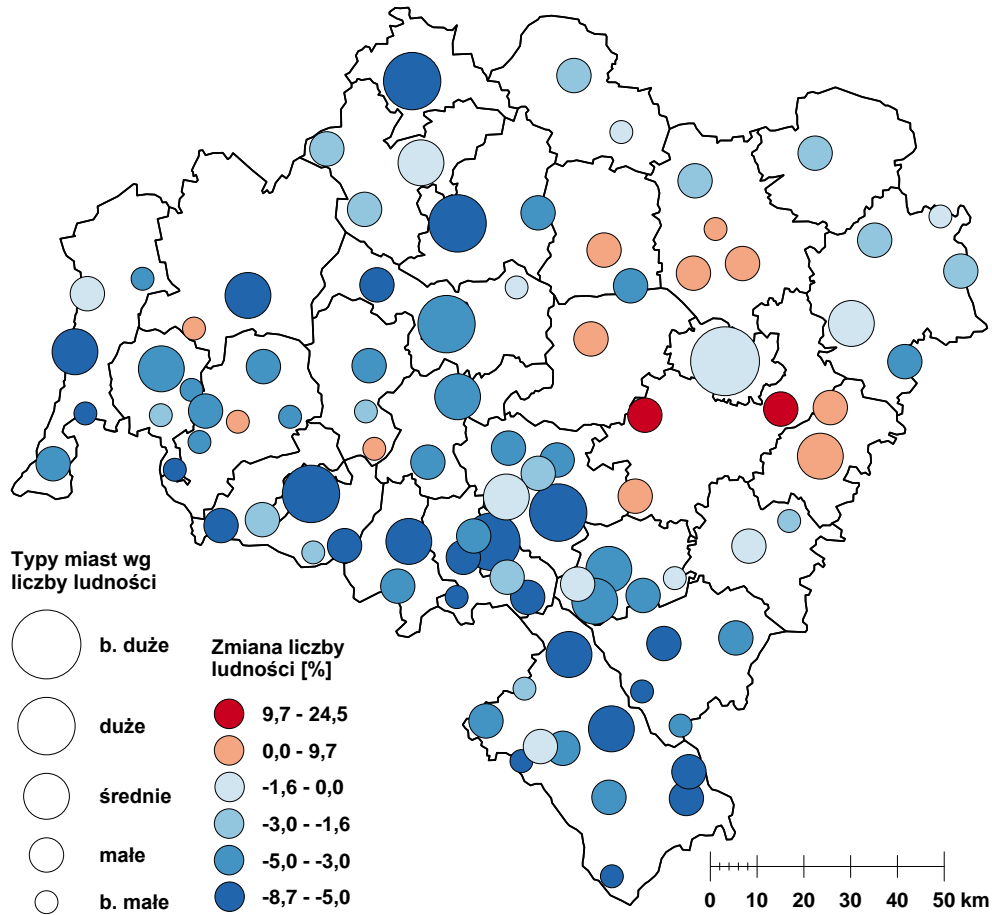 Typy miast wg
liczby ludności
b. duże
duże
średnie
małe
b. małe
Zmiana liczby
ludności [%]
9,7 - 24,5
0,0 - 9,7
-1,6 - 0,0
-3,0 - -1,6
-5,0 - -3,0
-8,7 - -5,0
0 10 20 30 40 50 km